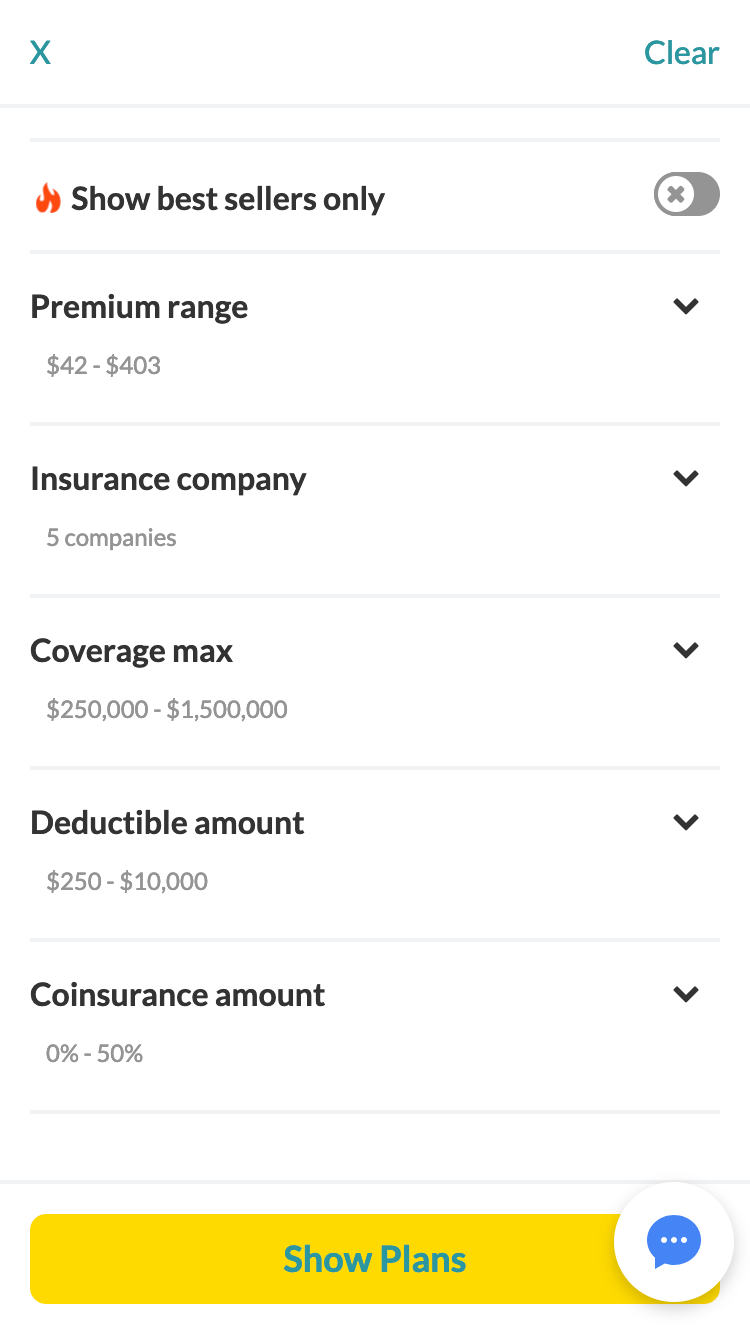 X
Clear
Show best sellers only
Premium range
$42 - $403
Insurance company
5 companies
Coverage max
$250,000 - $1,500,000
Deductible amount
$250 - $10,000
Coinsurance amount
0% - 50%
Show Plans